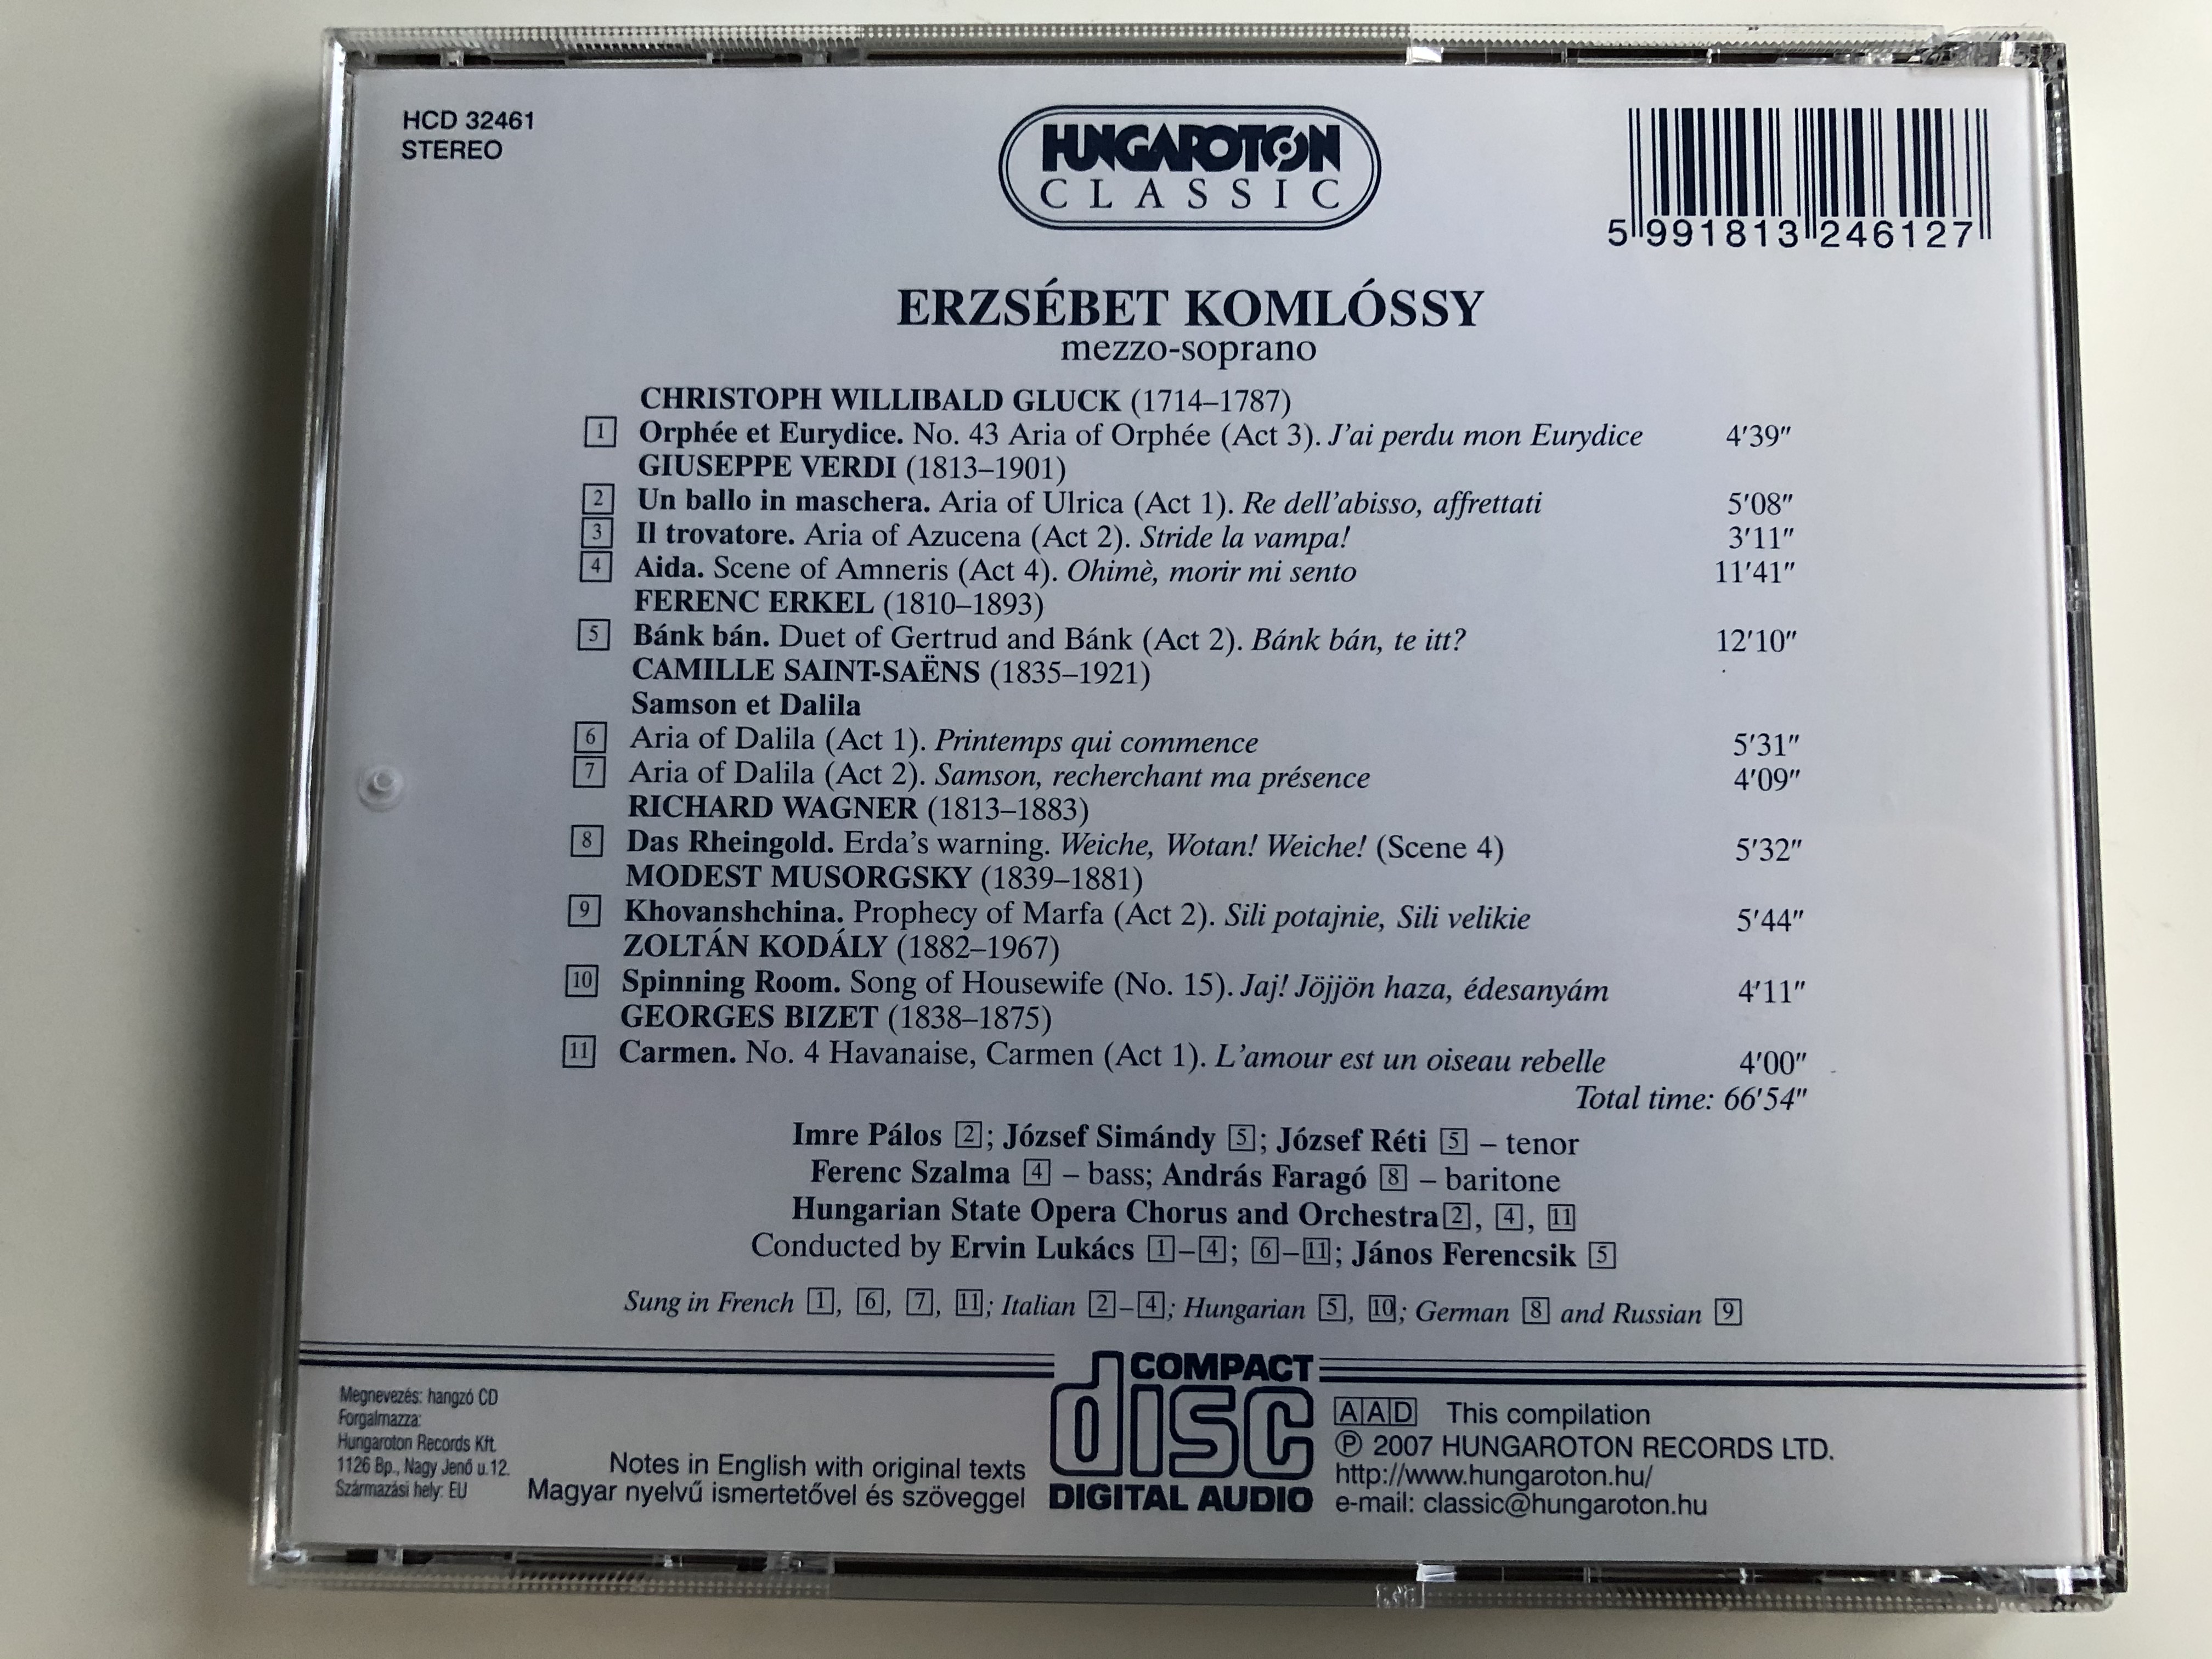 HCD 32461
STEREO
HUNGAROTON
CLASSIC
5 991813 246127
ERZSÉBET KOMLÓSSY
mezzo-soprano
CHRISTOPH WILLIBALD GLUCK (1714–1787)
1 Orphée et Eurydice. No. 43 Aria of Orphée (Act 3). J'ai perdu mon Eurydice 4'39"
GIUSEPPE VERDI (1813–1901)
2 Un ballo in maschera. Aria of Ulrica (Act 1). Re dell'abisso, affrettati 5'08"
3 Il trovatore. Aria of Azucena (Act 2). Stride la vampa! 3'11"
4 Aida. Scene of Amneris (Act 4). Ohimè, morir mi sento 11'41"
FERENC ERKEL (1810–1893)
5 Bánk bán. Duet of Gertrud and Bánk (Act 2). Bánk bán, te itt? 12'10"
CAMILLE SAINT-SAËNS (1835–1921)
Samson et Dalila
6 Aria of Dalila (Act 1). Printemps qui commence 5'31"
7 Aria of Dalila (Act 2). Samson, recherchant ma présence 4'09"
RICHARD WAGNER (1813–1883)
8 Das Rheingold. Erda's warning. Weiche, Wotan! Weiche! (Scene 4) 5'32"
MODEST MUSORGSKY (1839–1881)
9 Khovanshchina. Prophecy of Marfa (Act 2). Sili potajnie, Sili velikie 5'44"
ZOLTÁN KODÁLY (1882–1967)
10 Spinning Room. Song of Housewife (No. 15). Jaj! Jöjjön haza, édesanyám 4'11"
GEORGES BIZET (1838–1875)
11 Carmen. No. 4 Havanaise, Carmen (Act 1). L'amour est un oiseau rebelle 4'00"
Total time: 66'54"
Imre Pálos 2; József Simándy 5; József Réti 5 – tenor
Ferenc Szalma 4 – bass; András Faragó 8 – baritone
Hungarian State Opera Chorus and Orchestra 2, 4, 11
Conducted by Ervin Lukács 1–4; 6–11; János Ferencsik 5
Sung in French 1, 6, 7, 11; Italian 2–4; Hungarian 5, 10; German 8 and Russian 9
Megnevezés: hangzó CD
Forgalmazza:
Hungaroton Records Kft.
1126 Bp., Nagy Jenő u.12.
Származási hely: EU
Notes in English with original texts
Magyar nyelvű ismertetővel és szöveggel
COMPACT
disc
DIGITAL AUDIO
AAD This compilation
℗ 2007 HUNGAROTON RECORDS LTD.
http://www.hungaroton.hu/
e-mail: classic@hungaroton.hu